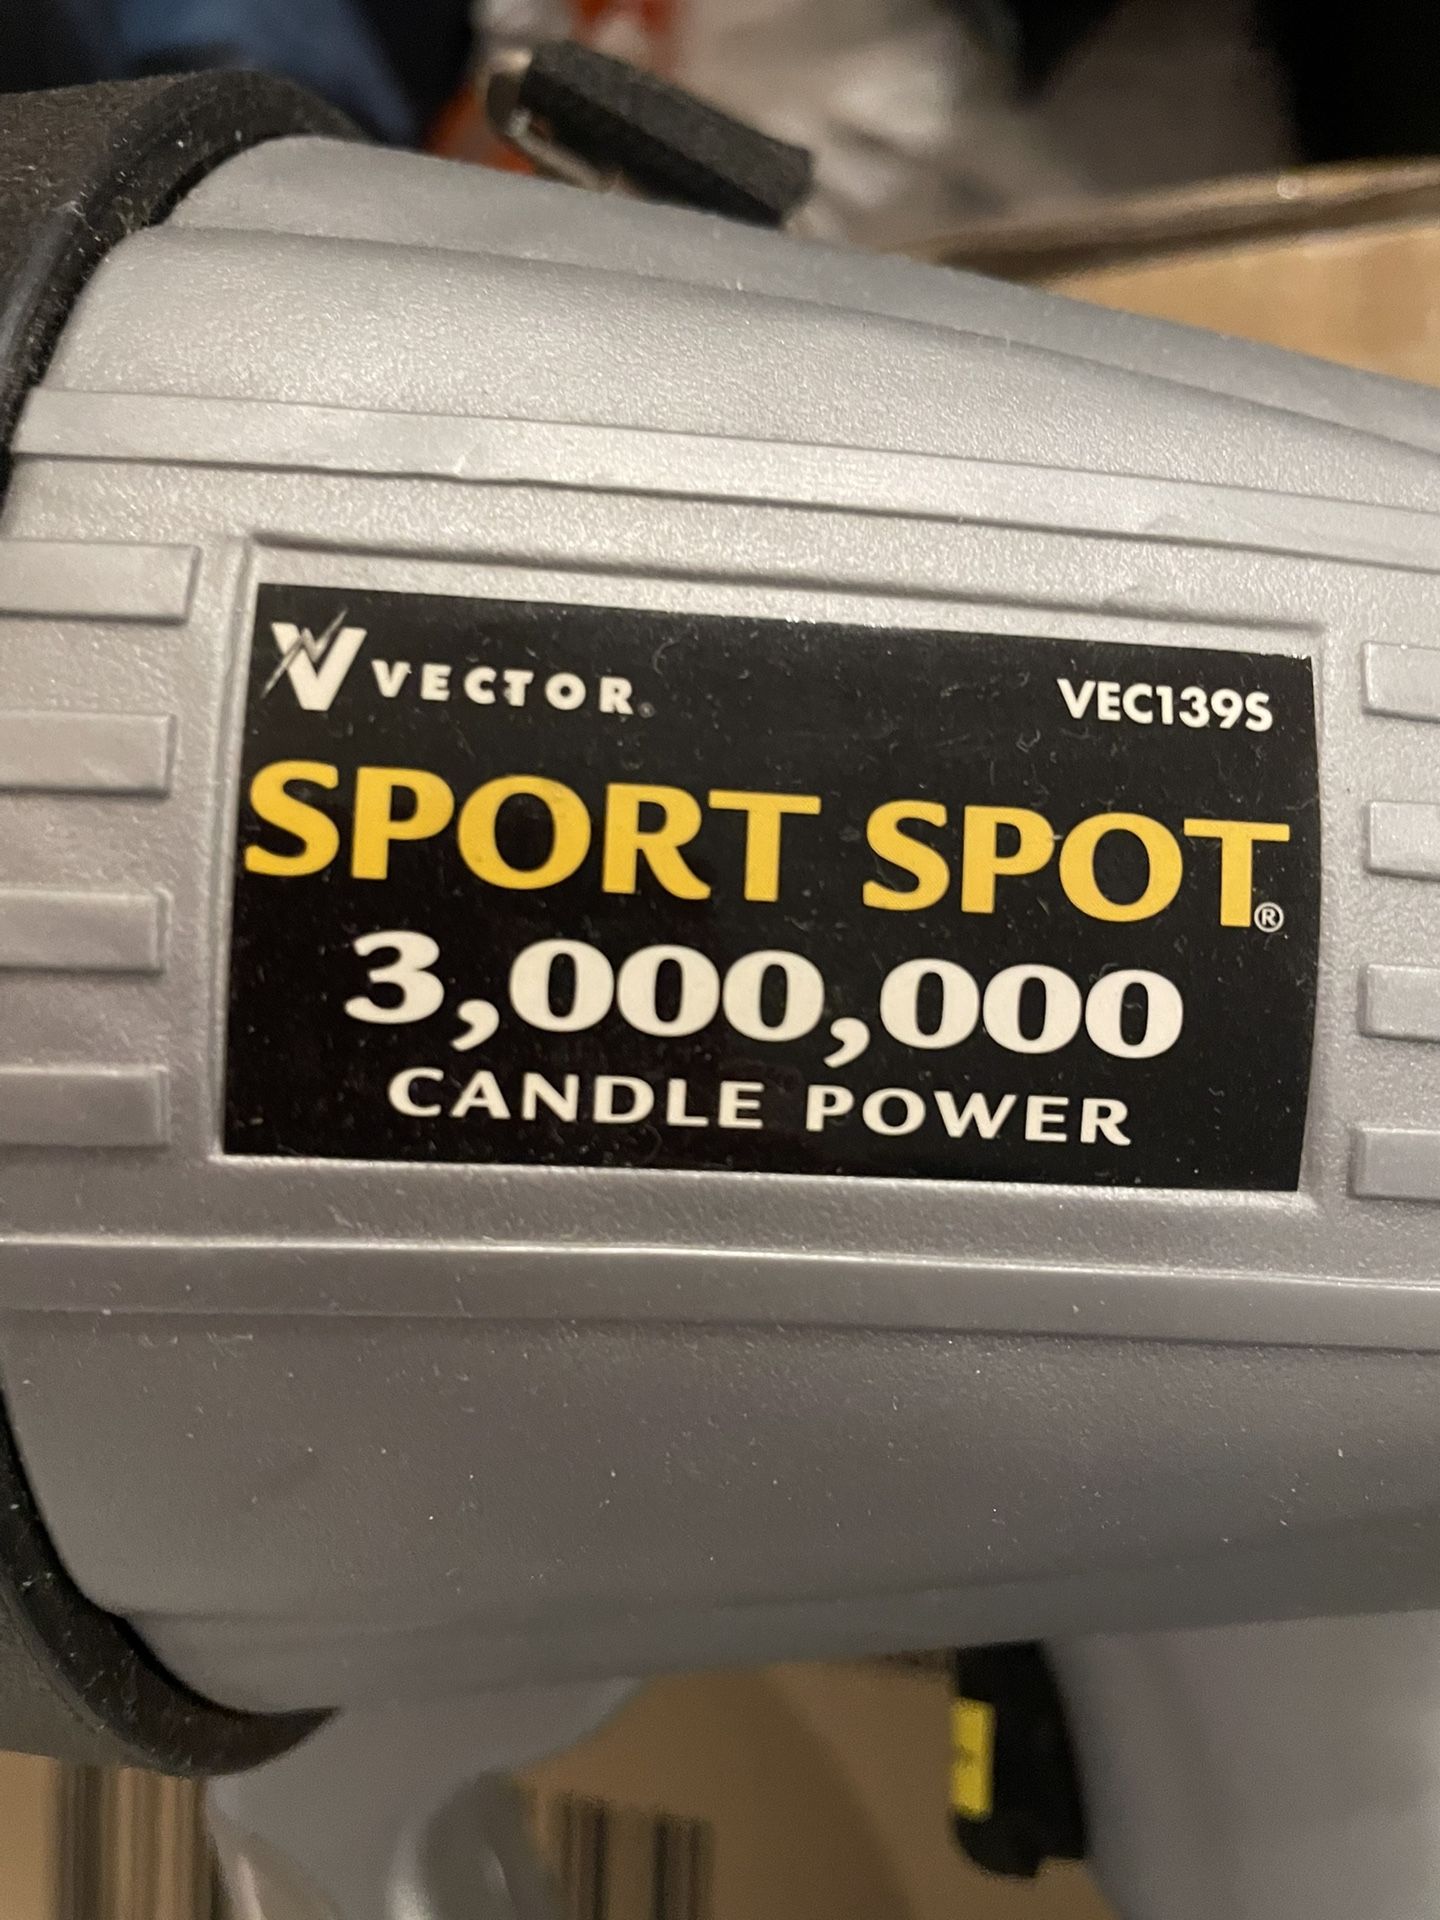 VECTOR® VEC139S
SPORT SPOT®
3,000,000
CANDLE POWER